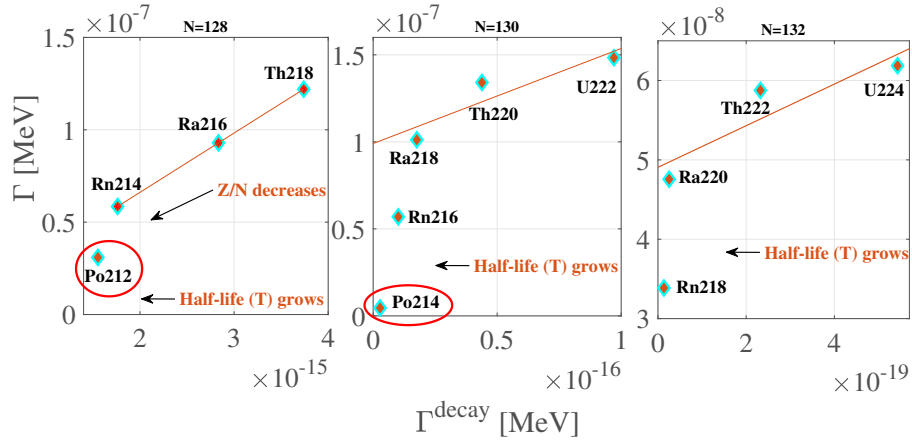 Γ [MeV]
×10⁻⁷
N=128
1.5
1
0.5
0
Th218
Ra216
Rn214
Z/N decreases
Po212
Half-life (T) grows
2
3
4
×10⁻¹⁵
×10⁻⁷
N=130
1.5
1
0.5
0
U222
Th220
Ra218
Rn216
Half-life (T) grows
Po214
0
0.5
1
×10⁻¹⁶
×10⁻⁸
N=132
6
5
4
3
U224
Th222
Ra220
Half-life (T) grows
Rn218
0
2
4
×10⁻¹⁹
Γᵈᵉᶜᵃʸ [MeV]